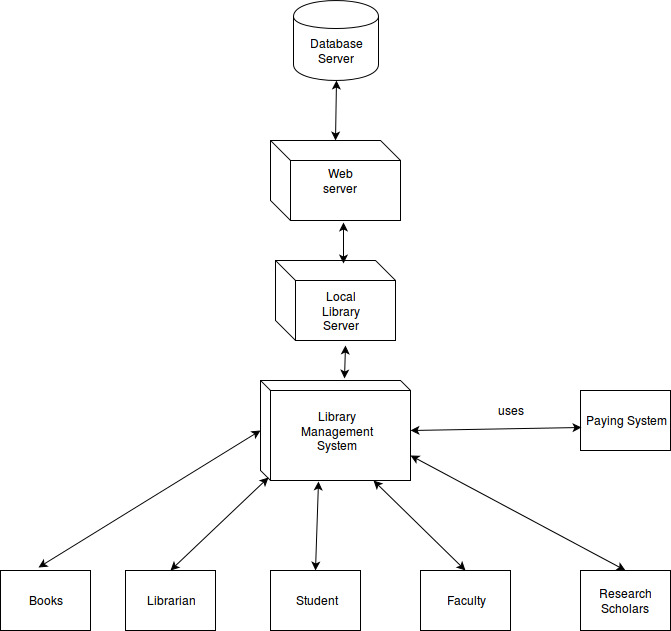 Database
Server
Web
server
Local
Library
Server
Library
Management
System
uses
Paying System
Books
Librarian
Student
Faculty
Research
Scholars